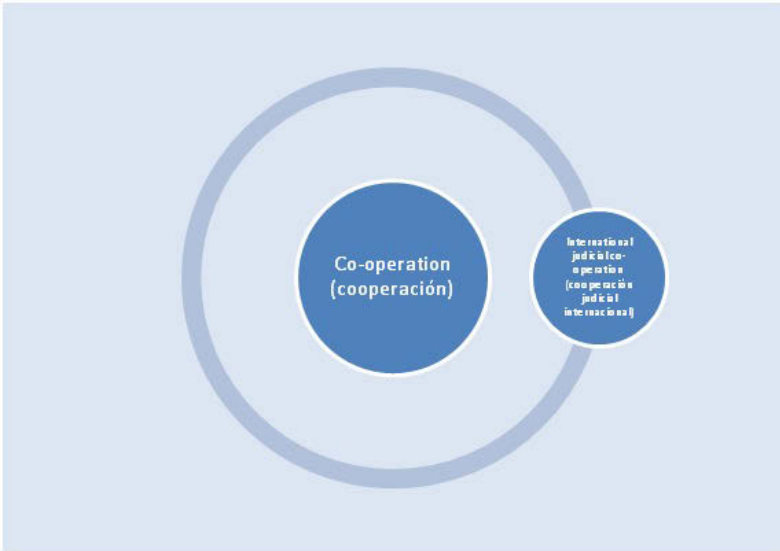 Co-operation
(cooperación)
International
judicial co-
operation
(cooperación
judicial
internacional)